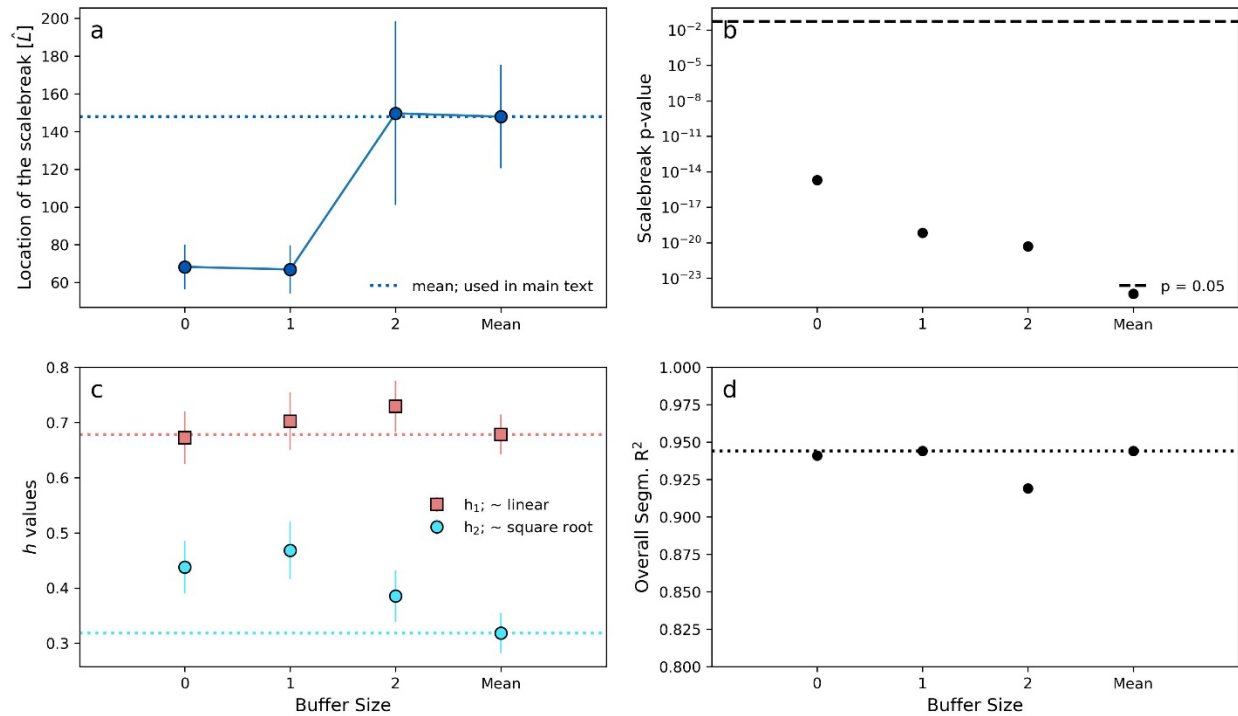 a
Location of the scalebreak [L̂]
200
180
160
140
120
100
80
60
0
1
2
Mean
mean; used in main text
b
Scalebreak p-value
10⁻²
10⁻⁵
10⁻⁸
10⁻¹¹
10⁻¹⁴
10⁻¹⁷
10⁻²⁰
10⁻²³
0
1
2
Mean
p = 0.05
c
h values
0.8
0.7
0.6
0.5
0.4
0.3
h₁; ~ linear
h₂; ~ square root
0
1
2
Mean
Buffer Size
d
Overall Segm. R²
1.000
0.975
0.950
0.925
0.900
0.875
0.850
0.825
0.800
0
1
2
Mean
Buffer Size